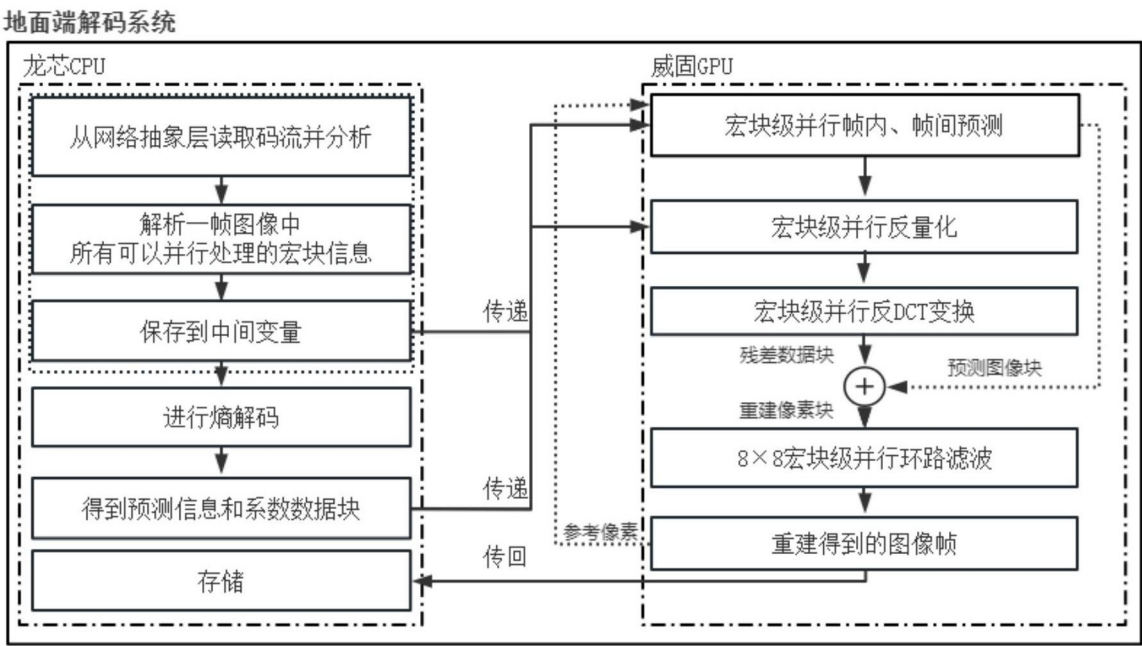 地面端解码系统
龙芯CPU
从网络抽象层读取码流并分析
解析一帧图像中
所有可以并行处理的宏块信息
保存到中间变量
进行熵解码
得到预测信息和系数数据块
存储
传递
传递
传回
威固GPU
宏块级并行帧内、帧间预测
宏块级并行反量化
宏块级并行反DCT变换
残差数据块
预测图像块
+
重建像素块
8×8宏块级并行环路滤波
参考像素
重建得到的图像帧